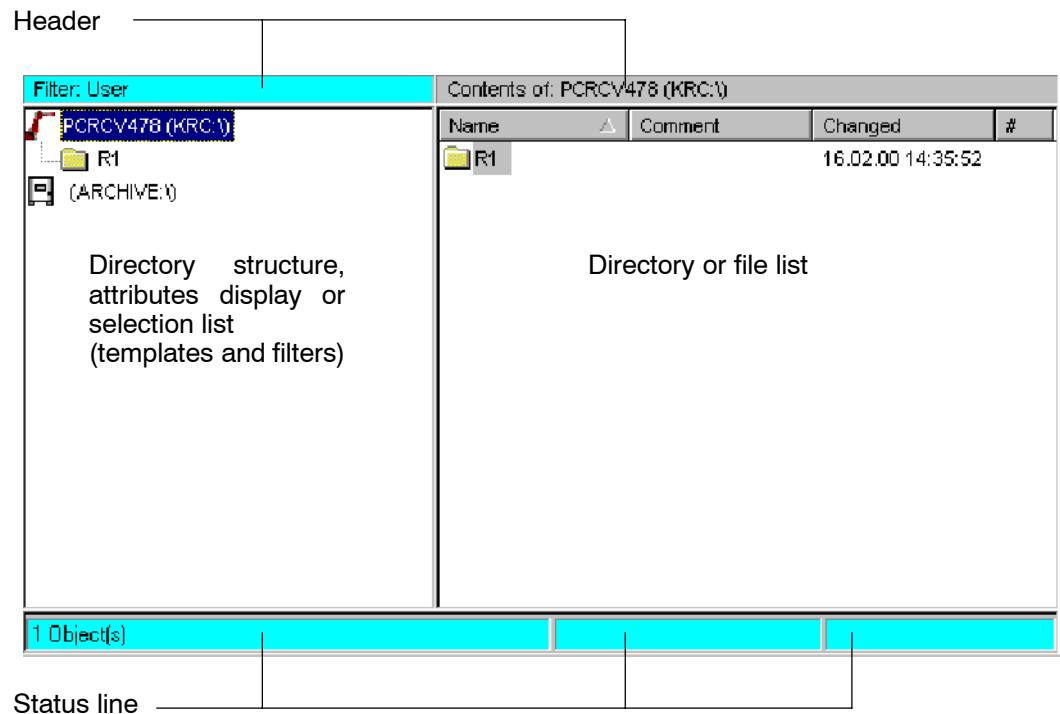 Header
Filter: User
Contents of: PCRCV478 (KRC:\)
PCRCV478 (KRC:\)
Name
Comment
Changed
#
R1
R1
16.02.00 14:35:52
(ARCHIVE:\)
Directory structure,
attributes display or
selection list
(templates and filters)
Directory or file list
1 Object(s)
Status line